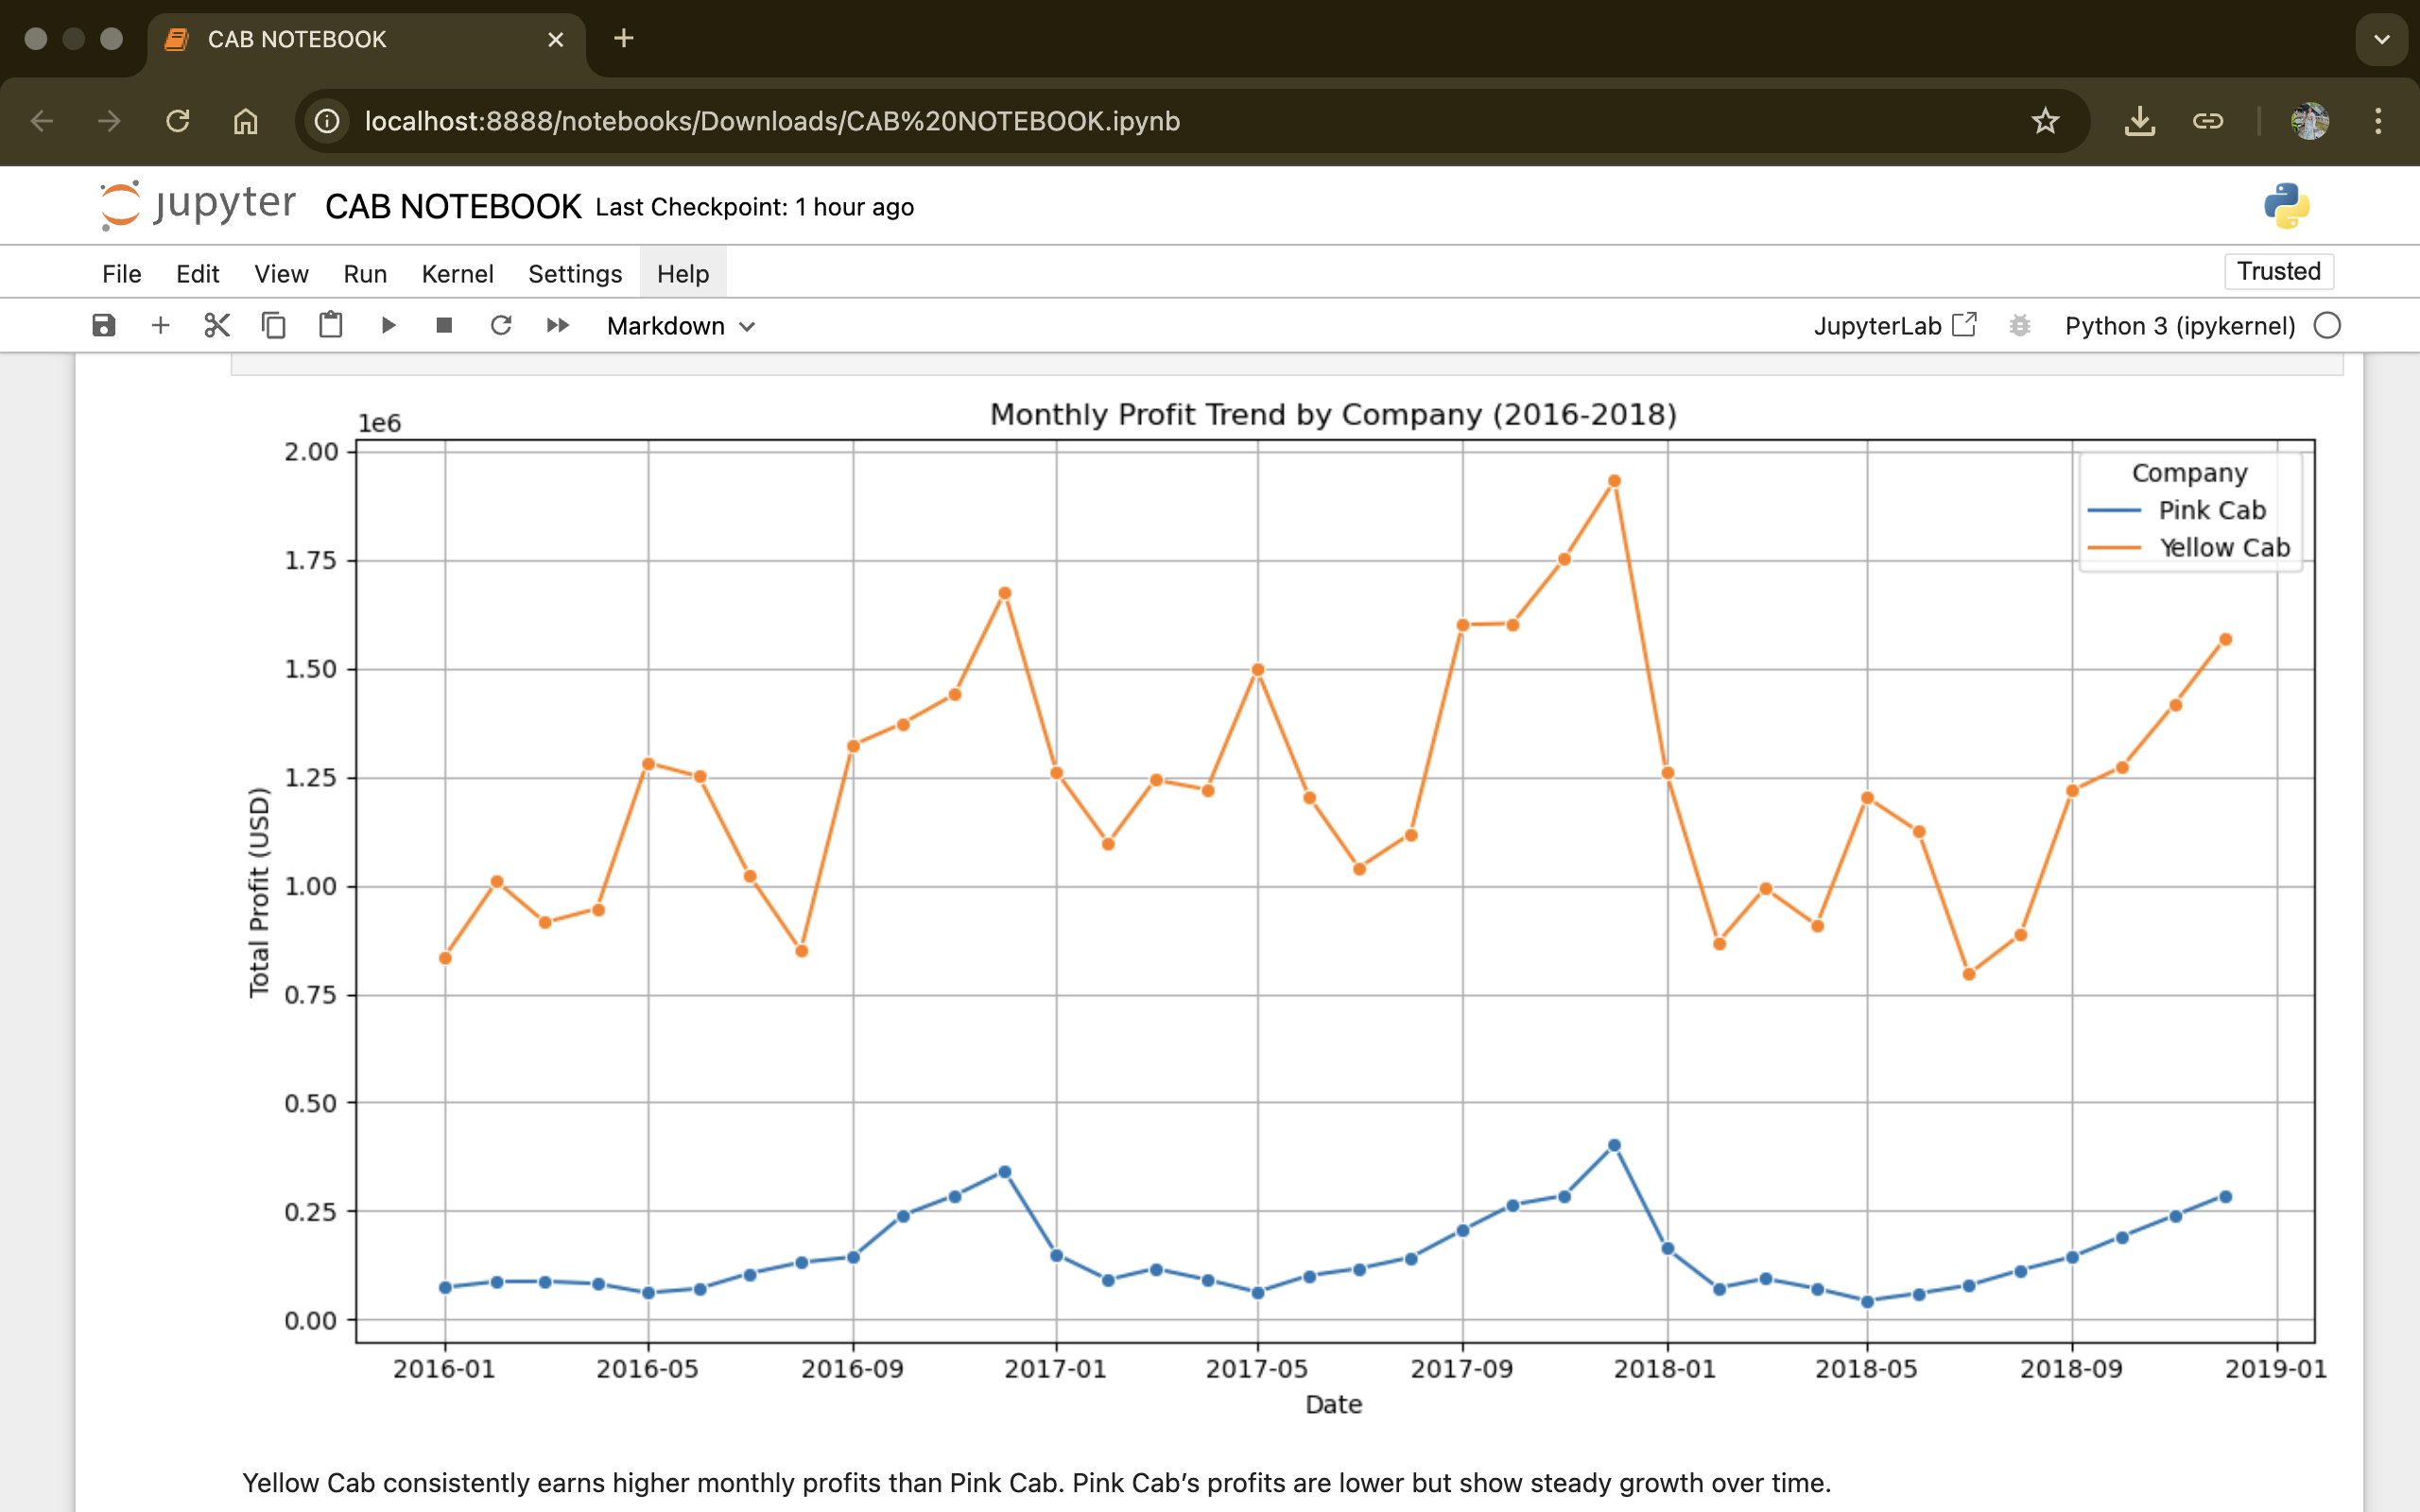 CAB NOTEBOOK
localhost:8888/notebooks/Downloads/CAB%20NOTEBOOK.ipynb
jupyter CAB NOTEBOOK Last Checkpoint: 1 hour ago
File Edit View Run Kernel Settings Help Trusted
Markdown JupyterLab Python 3 (ipykernel)
Monthly Profit Trend by Company (2016-2018)
1e6
2.00
1.75
1.50
1.25
1.00
0.75
0.50
0.25
0.00
Total Profit (USD)
Company
Pink Cab
Yellow Cab
2016-01 2016-05 2016-09 2017-01 2017-05 2017-09 2018-01 2018-05 2018-09 2019-01
Date
Yellow Cab consistently earns higher monthly profits than Pink Cab. Pink Cab’s profits are lower but show steady growth over time.